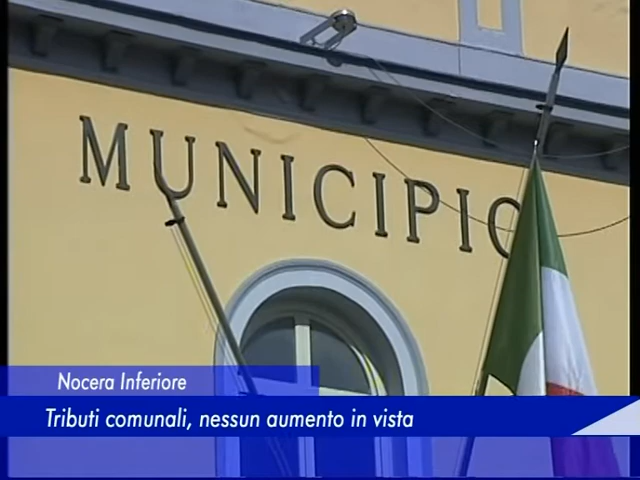 MUNICIPIO
Nocera Inferiore
Tributi comunali, nessun aumento in vista